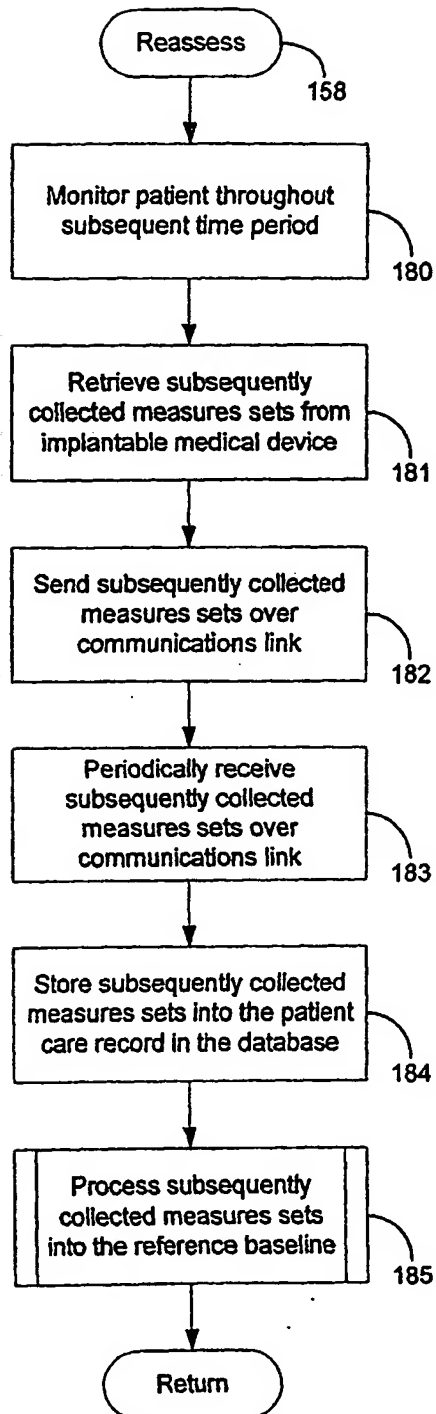 Reassess
158
Monitor patient throughout
subsequent time period
180
Retrieve subsequently
collected measures sets from
implantable medical device
181
Send subsequently collected
measures sets over
communications link
182
Periodically receive
subsequently collected
measures sets over
communications link
183
Store subsequently collected
measures sets into the patient
care record in the database
184
Process subsequently
collected measures sets
into the reference baseline
185
Return